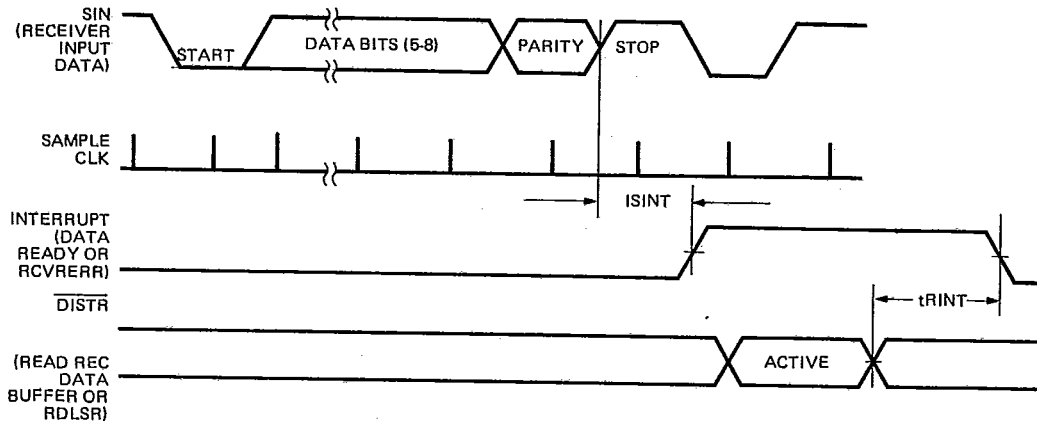 SIN
(RECEIVER
INPUT
DATA)
START
DATA BITS (5-8)
PARITY
STOP
SAMPLE
CLK
ISINT
INTERRUPT
(DATA
READY OR
RCVRERR)
tRINT
DISTR
(READ REC
DATA
BUFFER OR
RDLSR)
ACTIVE